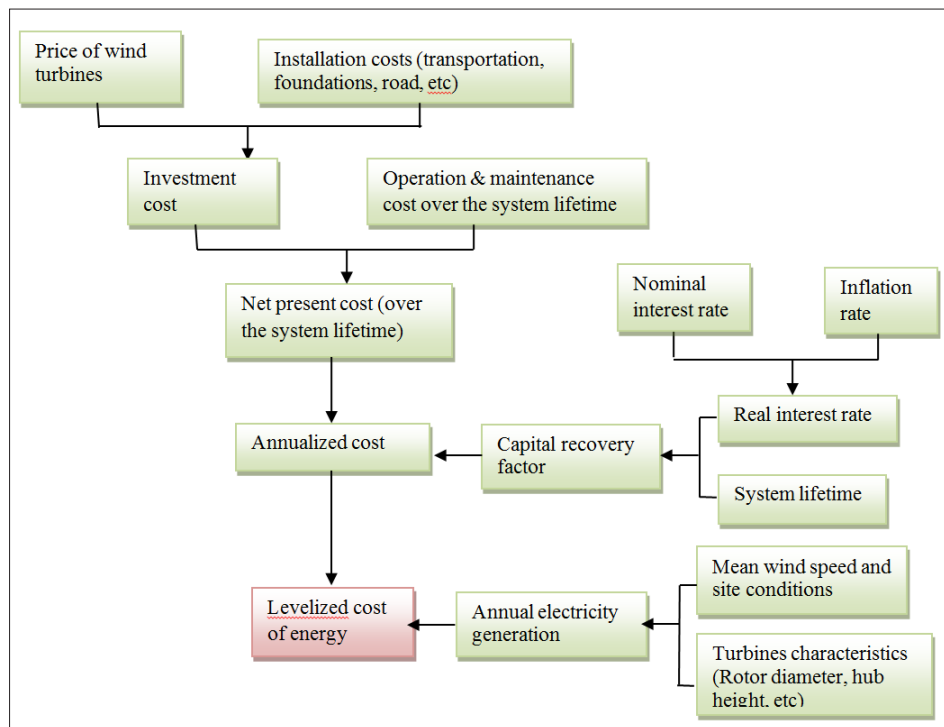 Price of wind
turbines
Installation costs (transportation,
foundations, road, etc)
Investment
cost
Operation & maintenance
cost over the system lifetime
Net present cost (over
the system lifetime)
Nominal
interest rate
Inflation
rate
Annualized cost
Capital recovery
factor
Real interest rate
System lifetime
Levelized cost
of energy
Annual electricity
generation
Mean wind speed and
site conditions
Turbines characteristics
(Rotor diameter, hub
height, etc)